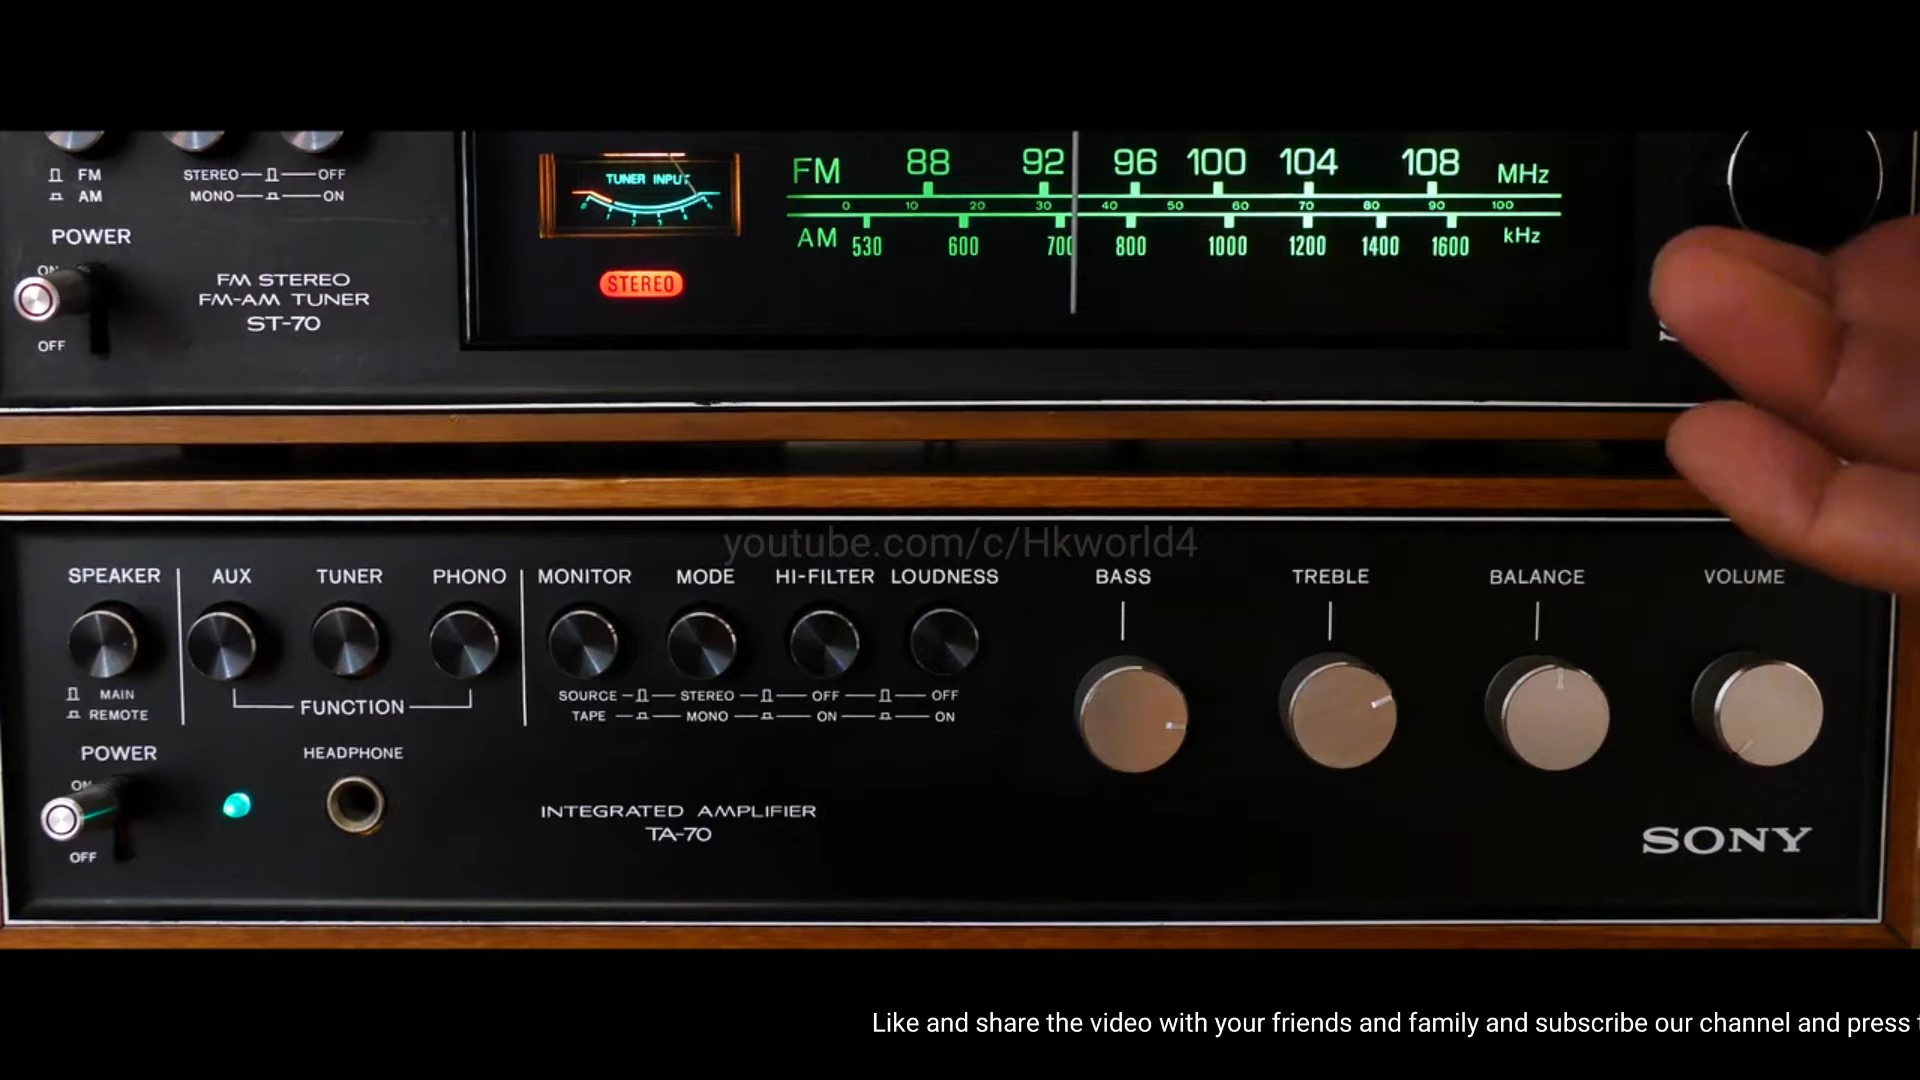 FM 88 92 96 100 104 108 MHz
0 10 20 30 40 50 60 70 80 90 100
AM 530 600 700 800 1000 1200 1400 1600 kHz
TUNER INPUT
STEREO
FM
AM
STEREO OFF
MONO ON
POWER
ON
OFF
FM STEREO
FM-AM TUNER
ST-70
youtube.com/c/Hkworld4
SPEAKER AUX TUNER PHONO MONITOR MODE HI-FILTER LOUDNESS BASS TREBLE BALANCE VOLUME
MAIN
REMOTE
FUNCTION
SOURCE STEREO OFF OFF
TAPE MONO ON ON
POWER
ON
OFF
HEADPHONE
INTEGRATED AMPLIFIER
TA-70
SONY
Like and share the video with your friends and family and subscribe our channel and press